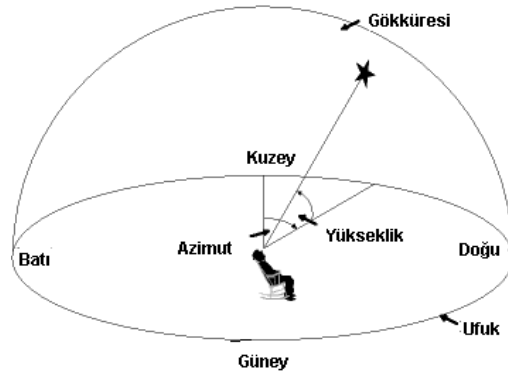 Gökküresi
Kuzey
Azimut
Yükseklik
Batı
Doğu
Ufuk
Güney